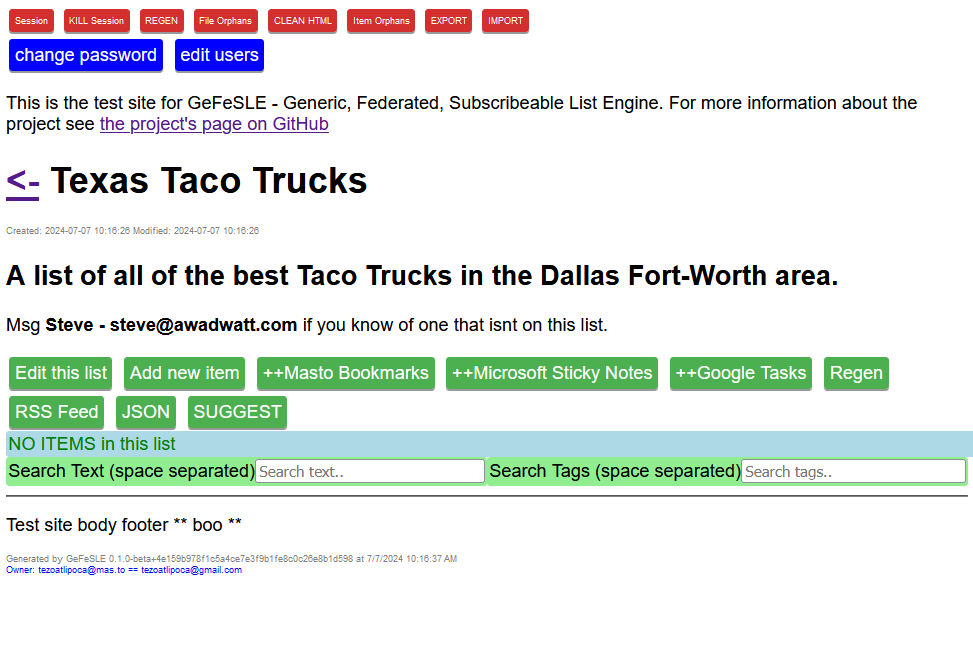 Session KILL Session REGEN File Orphans CLEAN HTML Item Orphans EXPORT IMPORT
change password edit users
This is the test site for GeFeSLE - Generic, Federated, Subscribeable List Engine. For more information about the
project see the project's page on GitHub
<- Texas Taco Trucks
Created: 2024-07-07 10:16:26 Modified: 2024-07-07 10:16:26
A list of all of the best Taco Trucks in the Dallas Fort-Worth area.
Msg Steve - steve@awadwatt.com if you know of one that isnt on this list.
Edit this list Add new item ++Masto Bookmarks ++Microsoft Sticky Notes ++Google Tasks Regen
RSS Feed JSON SUGGEST
NO ITEMS in this list
Search Text (space separated) Search text.. Search Tags (space separated) Search tags..
Test site body footer ** boo **
Generated by GeFeSLE 0.1.0-beta+4e159b978f1c5a4ce7e3f9b1fe8c0c26e8b1d598 at 7/7/2024 10:16:37 AM
Owner: tezoatlipoca@mas.to == tezoatlipoca@gmail.com